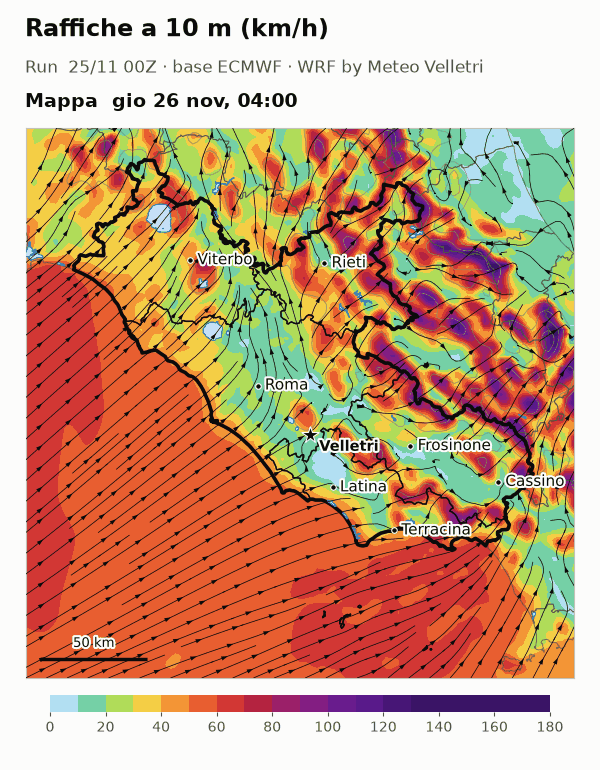 Raffiche a 10 m (km/h)
Run  25/11 00Z · base ECMWF · WRF by Meteo Velletri
Mappa  gio 26 nov, 04:00
Viterbo
Rieti
Roma
Velletri
Frosinone
Cassino
Latina
Terracina
50 km
0 20 40 60 80 100 120 140 160 180